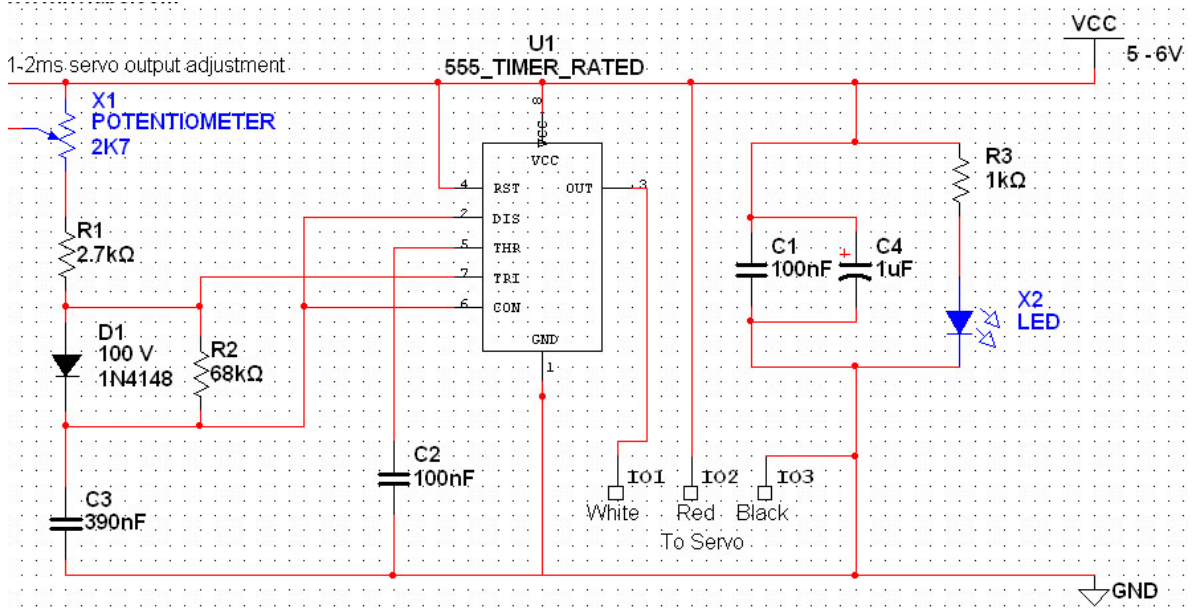 U1
555_TIMER_RATED
VCC
5 - 6V
1-2ms servo output adjustment
X1
POTENTIOMETER
2K7
8
VCC
VCC
4 RST OUT 3
2 DIS
5 THR
7 TRI
6 CON
GND
1
R1
2.7kΩ
D1
100 V
1N4148
R2
68kΩ
C3
390nF
C2
100nF
R3
1kΩ
C1
100nF
+
C4
1uF
X2
LED
IO1 IO2 IO3
White Red Black
To Servo
GND